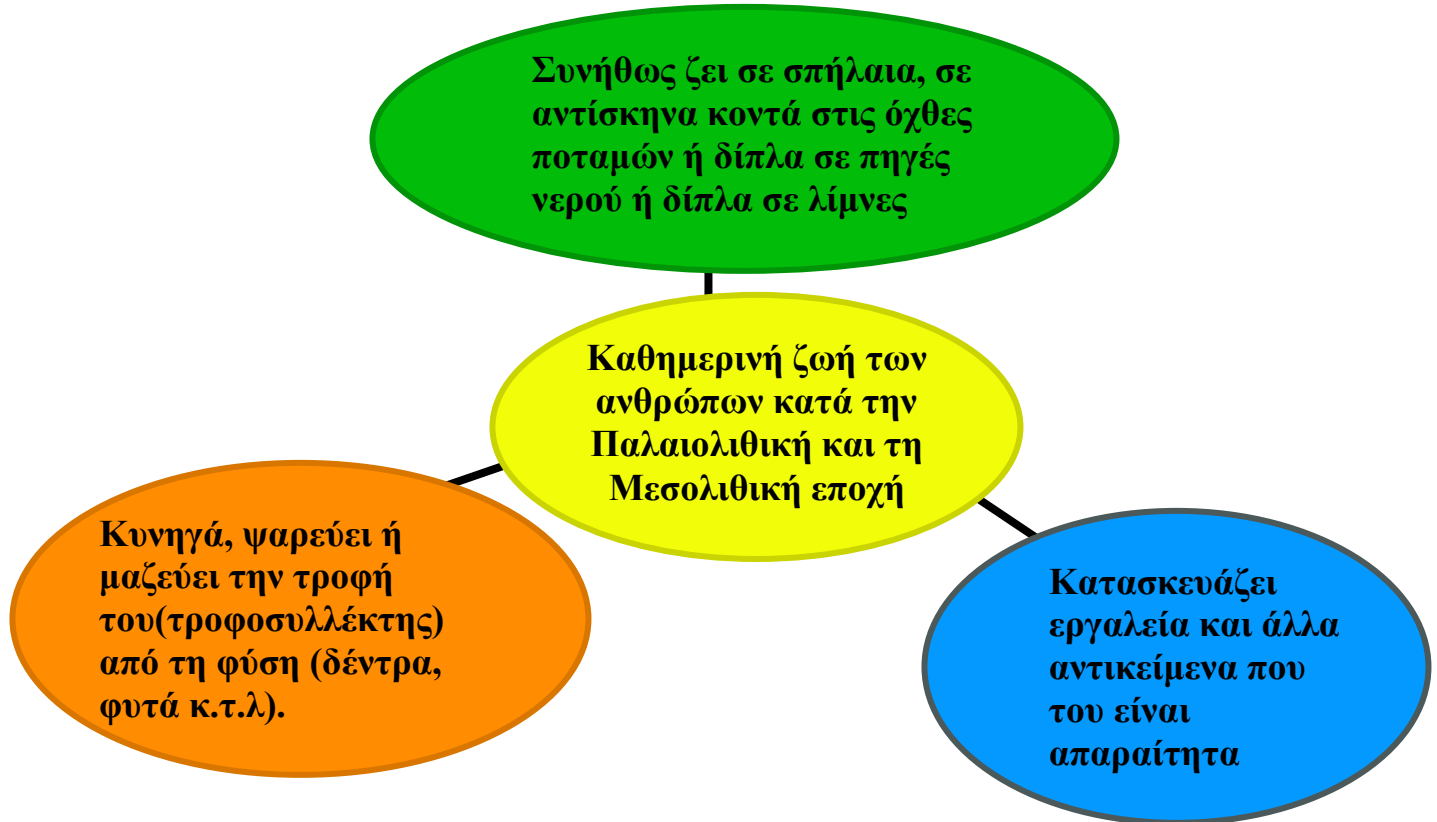 Συνήθως ζει σε σπήλαια, σε
αντίσκηνα κοντά στις όχθες
ποταμών ή δίπλα σε πηγές
νερού ή δίπλα σε λίμνες
Καθημερινή ζωή των
ανθρώπων κατά την
Παλαιολιθική και τη
Μεσολιθική εποχή
Κυνηγά, ψαρεύει ή
μαζεύει την τροφή
του(τροφοσυλλέκτης)
από τη φύση (δέντρα,
φυτά κ.τ.λ).
Κατασκευάζει
εργαλεία και άλλα
αντικείμενα που
του είναι
απαραίτητα